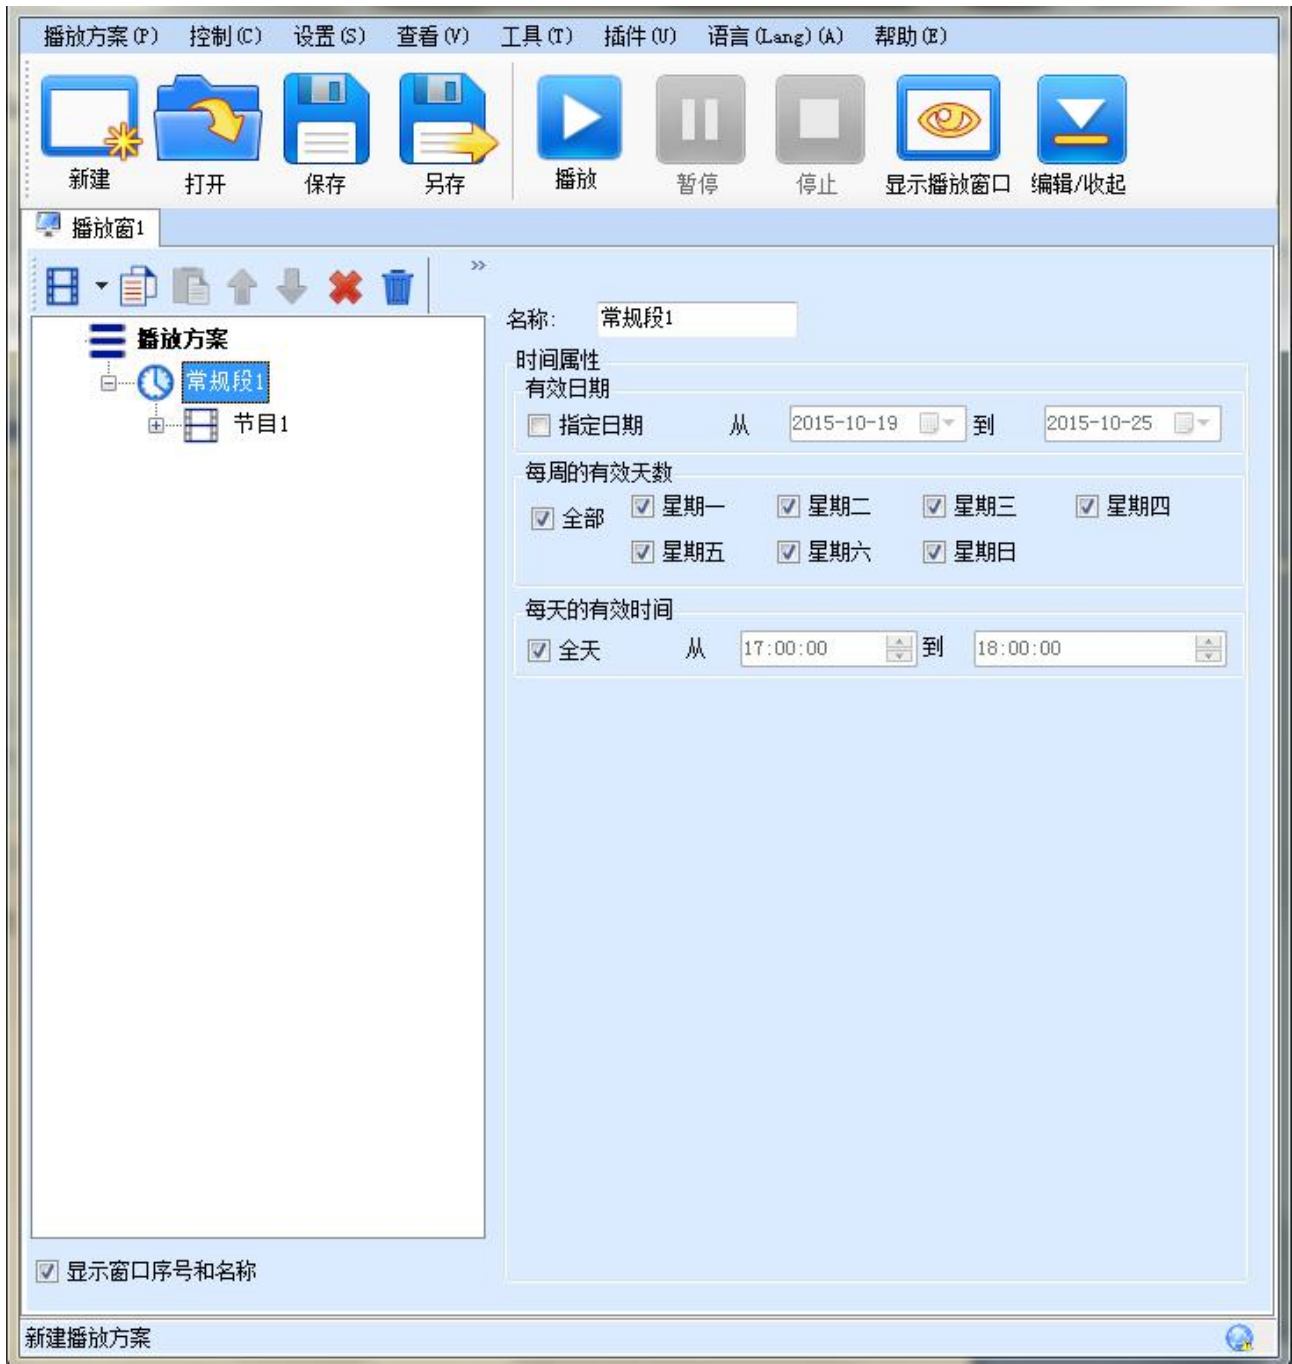 播放方案(P) 控制(C) 设置(S) 查看(V) 工具(T) 插件(U) 语言(Lang)(A) 帮助(E)
新建 打开 保存 另存 播放 暂停 停止 显示播放窗口 编辑/收起
播放窗1
播放方案
常规段1
节目1
名称: 常规段1
时间属性
有效日期
指定日期 从 2015-10-19 到 2015-10-25
每周的有效天数
全部 星期一 星期二 星期三 星期四
星期五 星期六 星期日
每天的有效时间
全天 从 17:00:00 到 18:00:00
显示窗口序号和名称
新建播放方案